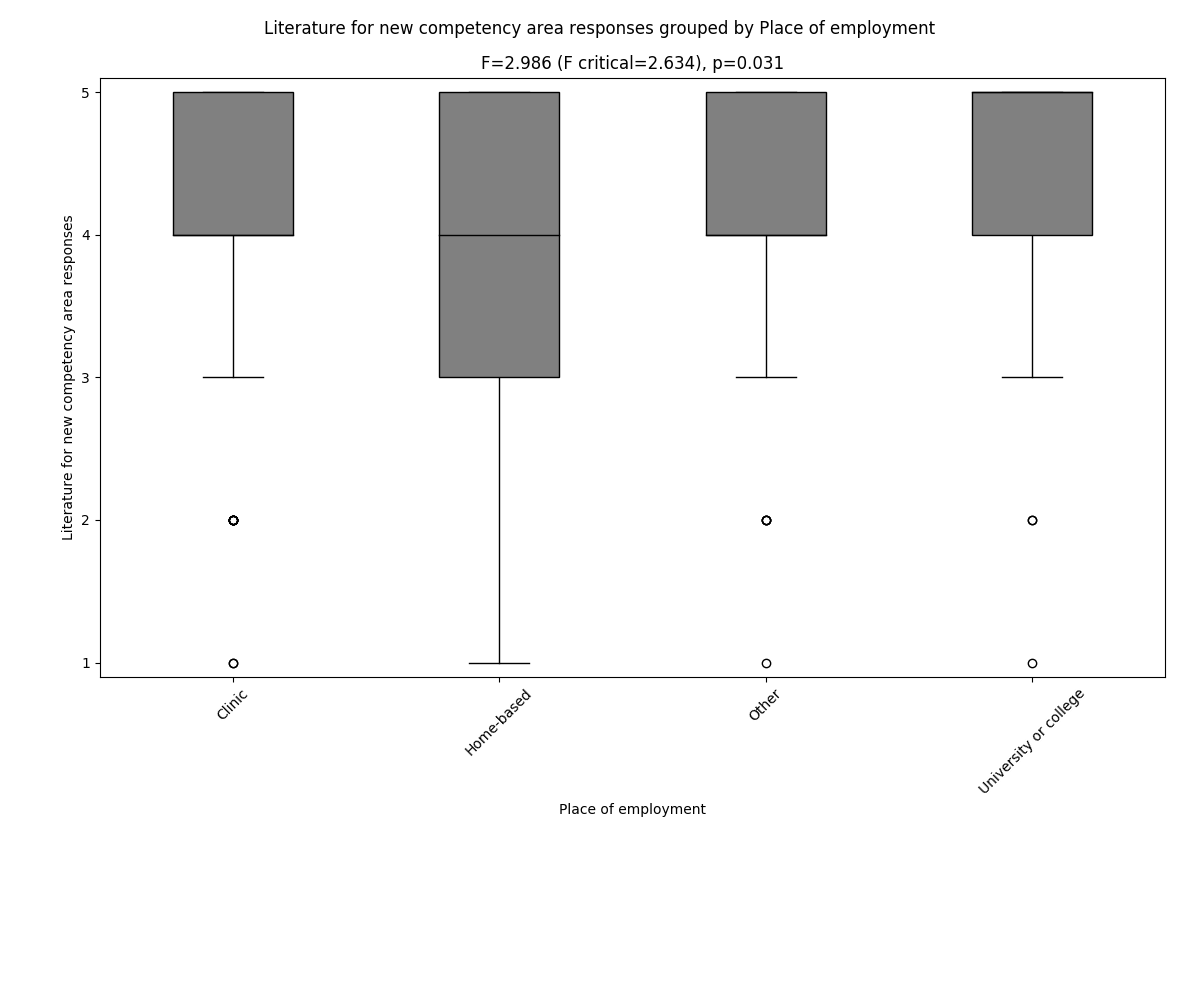 Literature for new competency area responses grouped by Place of employment
F=2.986 (F critical=2.634), p=0.031
Literature for new competency area responses
5
4
3
2
1
Clinic
Home-based
Other
University or college
Place of employment